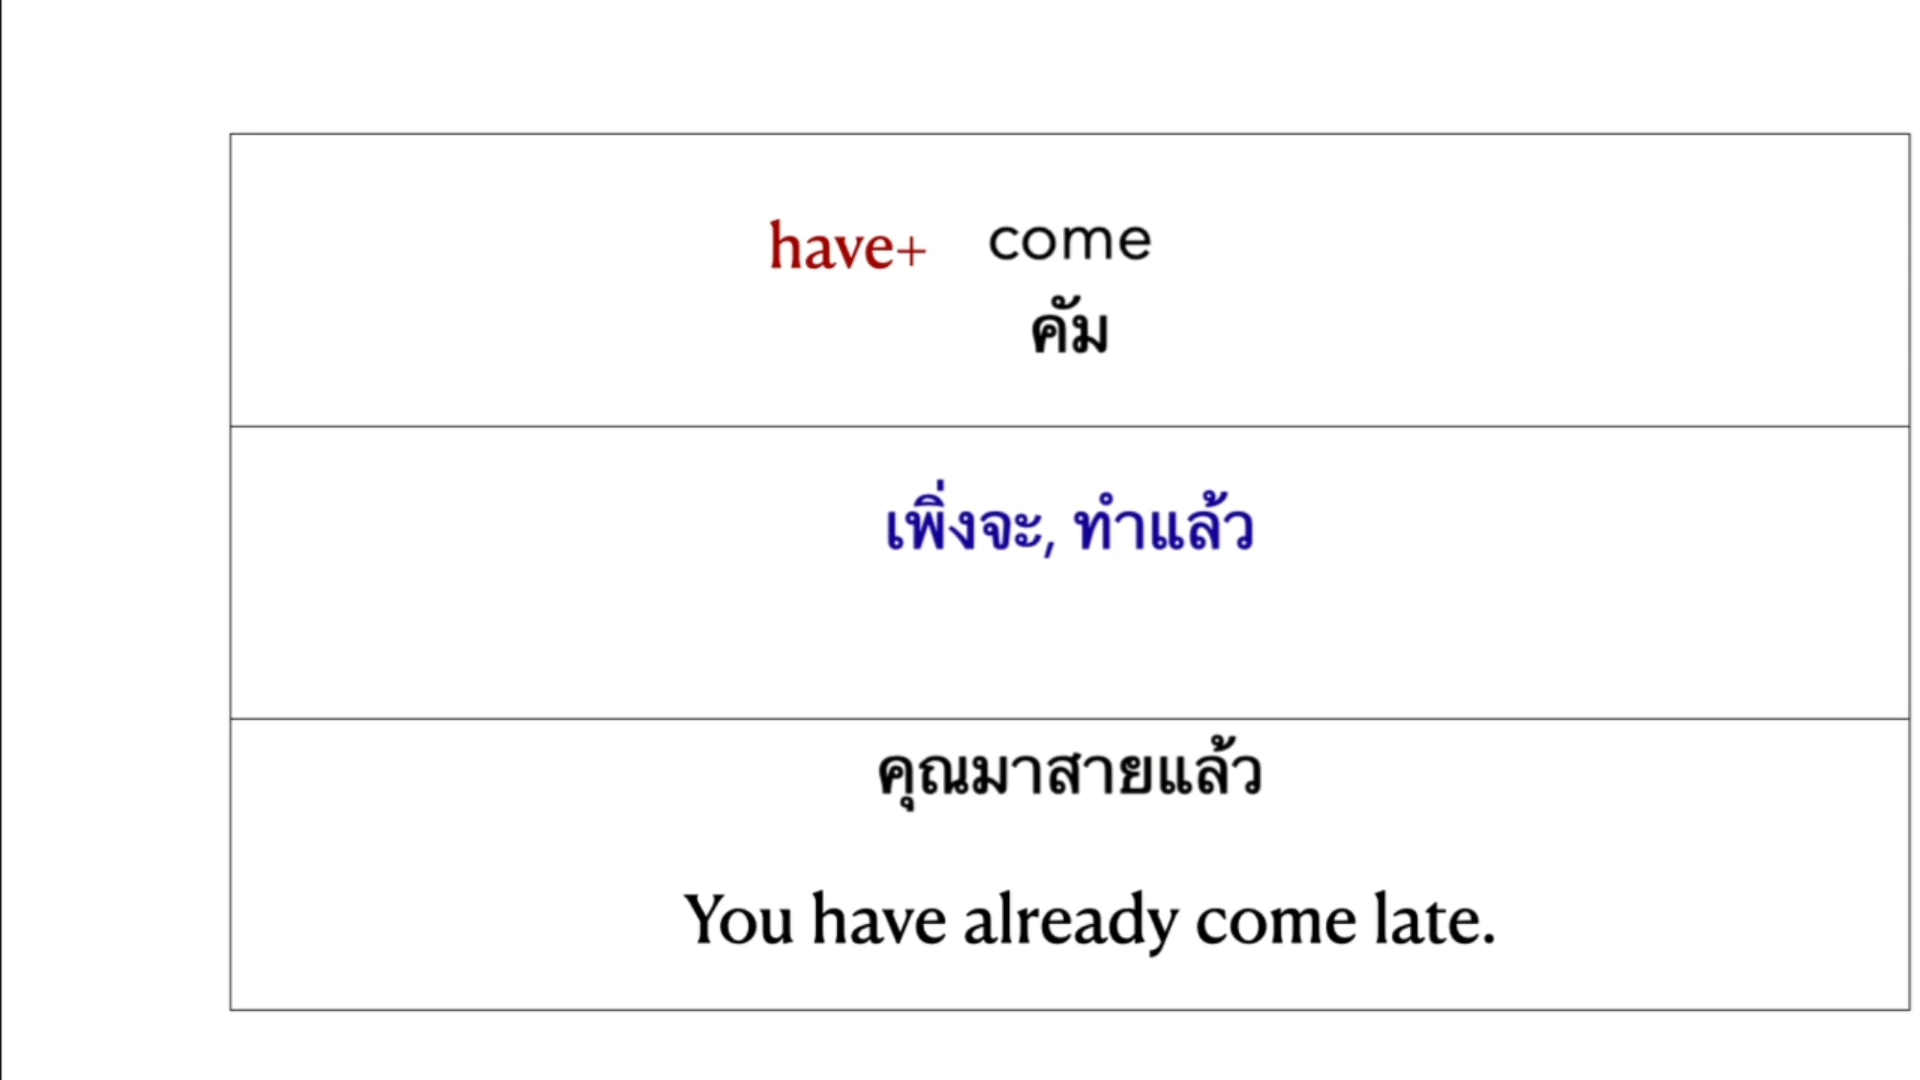 have+ come
คัม
เพิ่งจะ, ทำแล้ว
คุณมาสายแล้ว
You have already come late.